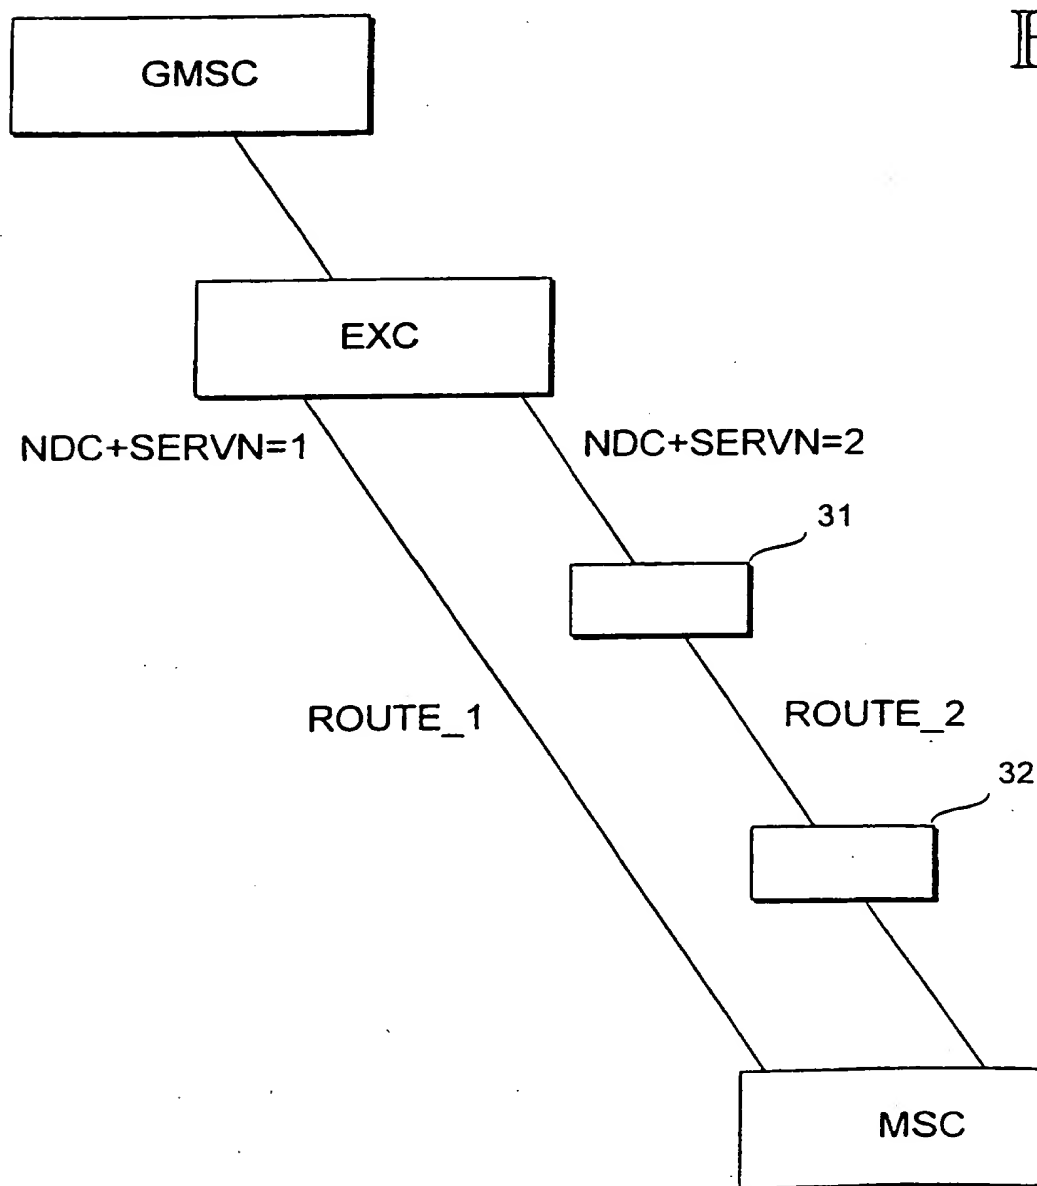 GMSC
EXC
NDC+SERVN=1
NDC+SERVN=2
31
ROUTE_1
ROUTE_2
32
MSC